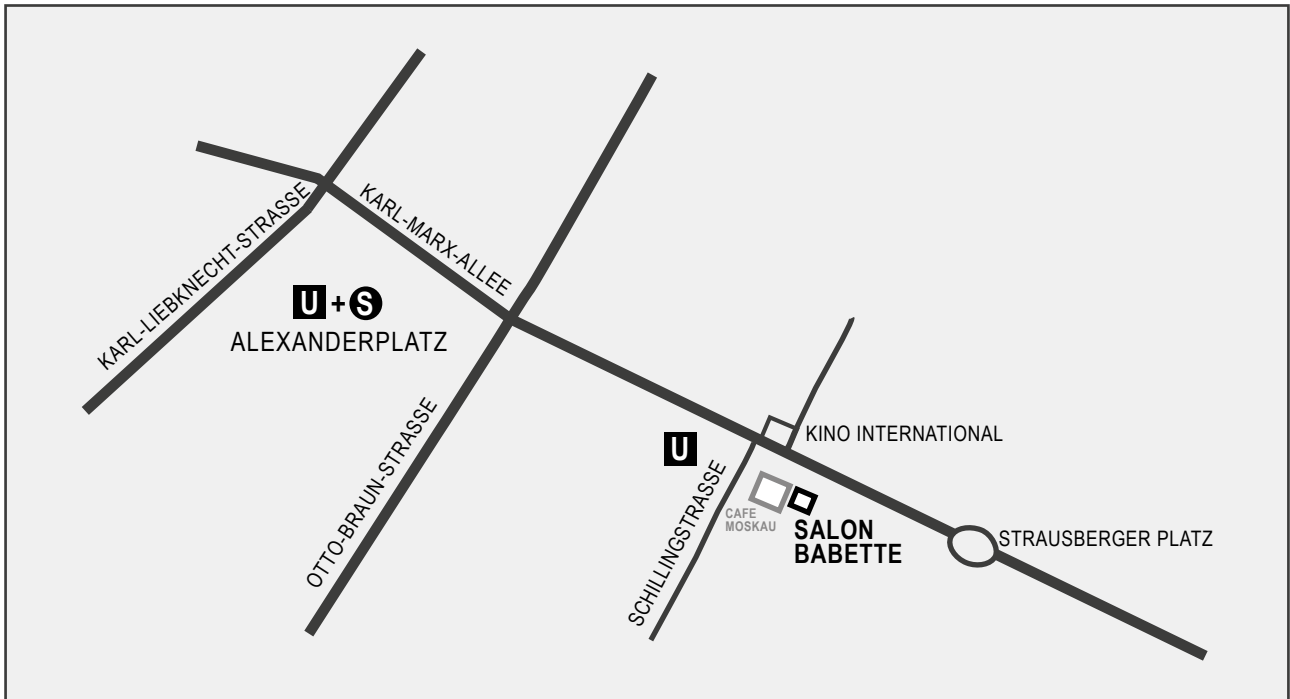 KARL-LIEBKNECHT-STRASSE
KARL-MARX-ALLEE
U+S
ALEXANDERPLATZ
OTTO-BRAUN-STRASSE
U
SCHILLINGSTRASSE
KINO INTERNATIONAL
CAFE
MOSKAU
SALON
BABETTE
STRAUSBERGER PLATZ